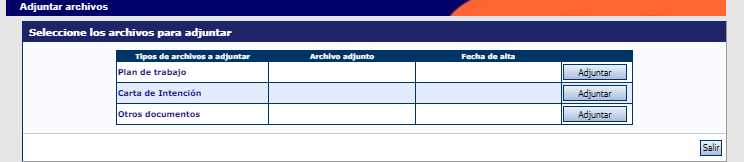 Adjuntar archivos
Seleccione los archivos para adjuntar
Tipos de archivos a adjuntar Archivo adjunto Fecha de alta
Plan de trabajo Adjuntar
Carta de Intención Adjuntar
Otros documentos Adjuntar
Salir